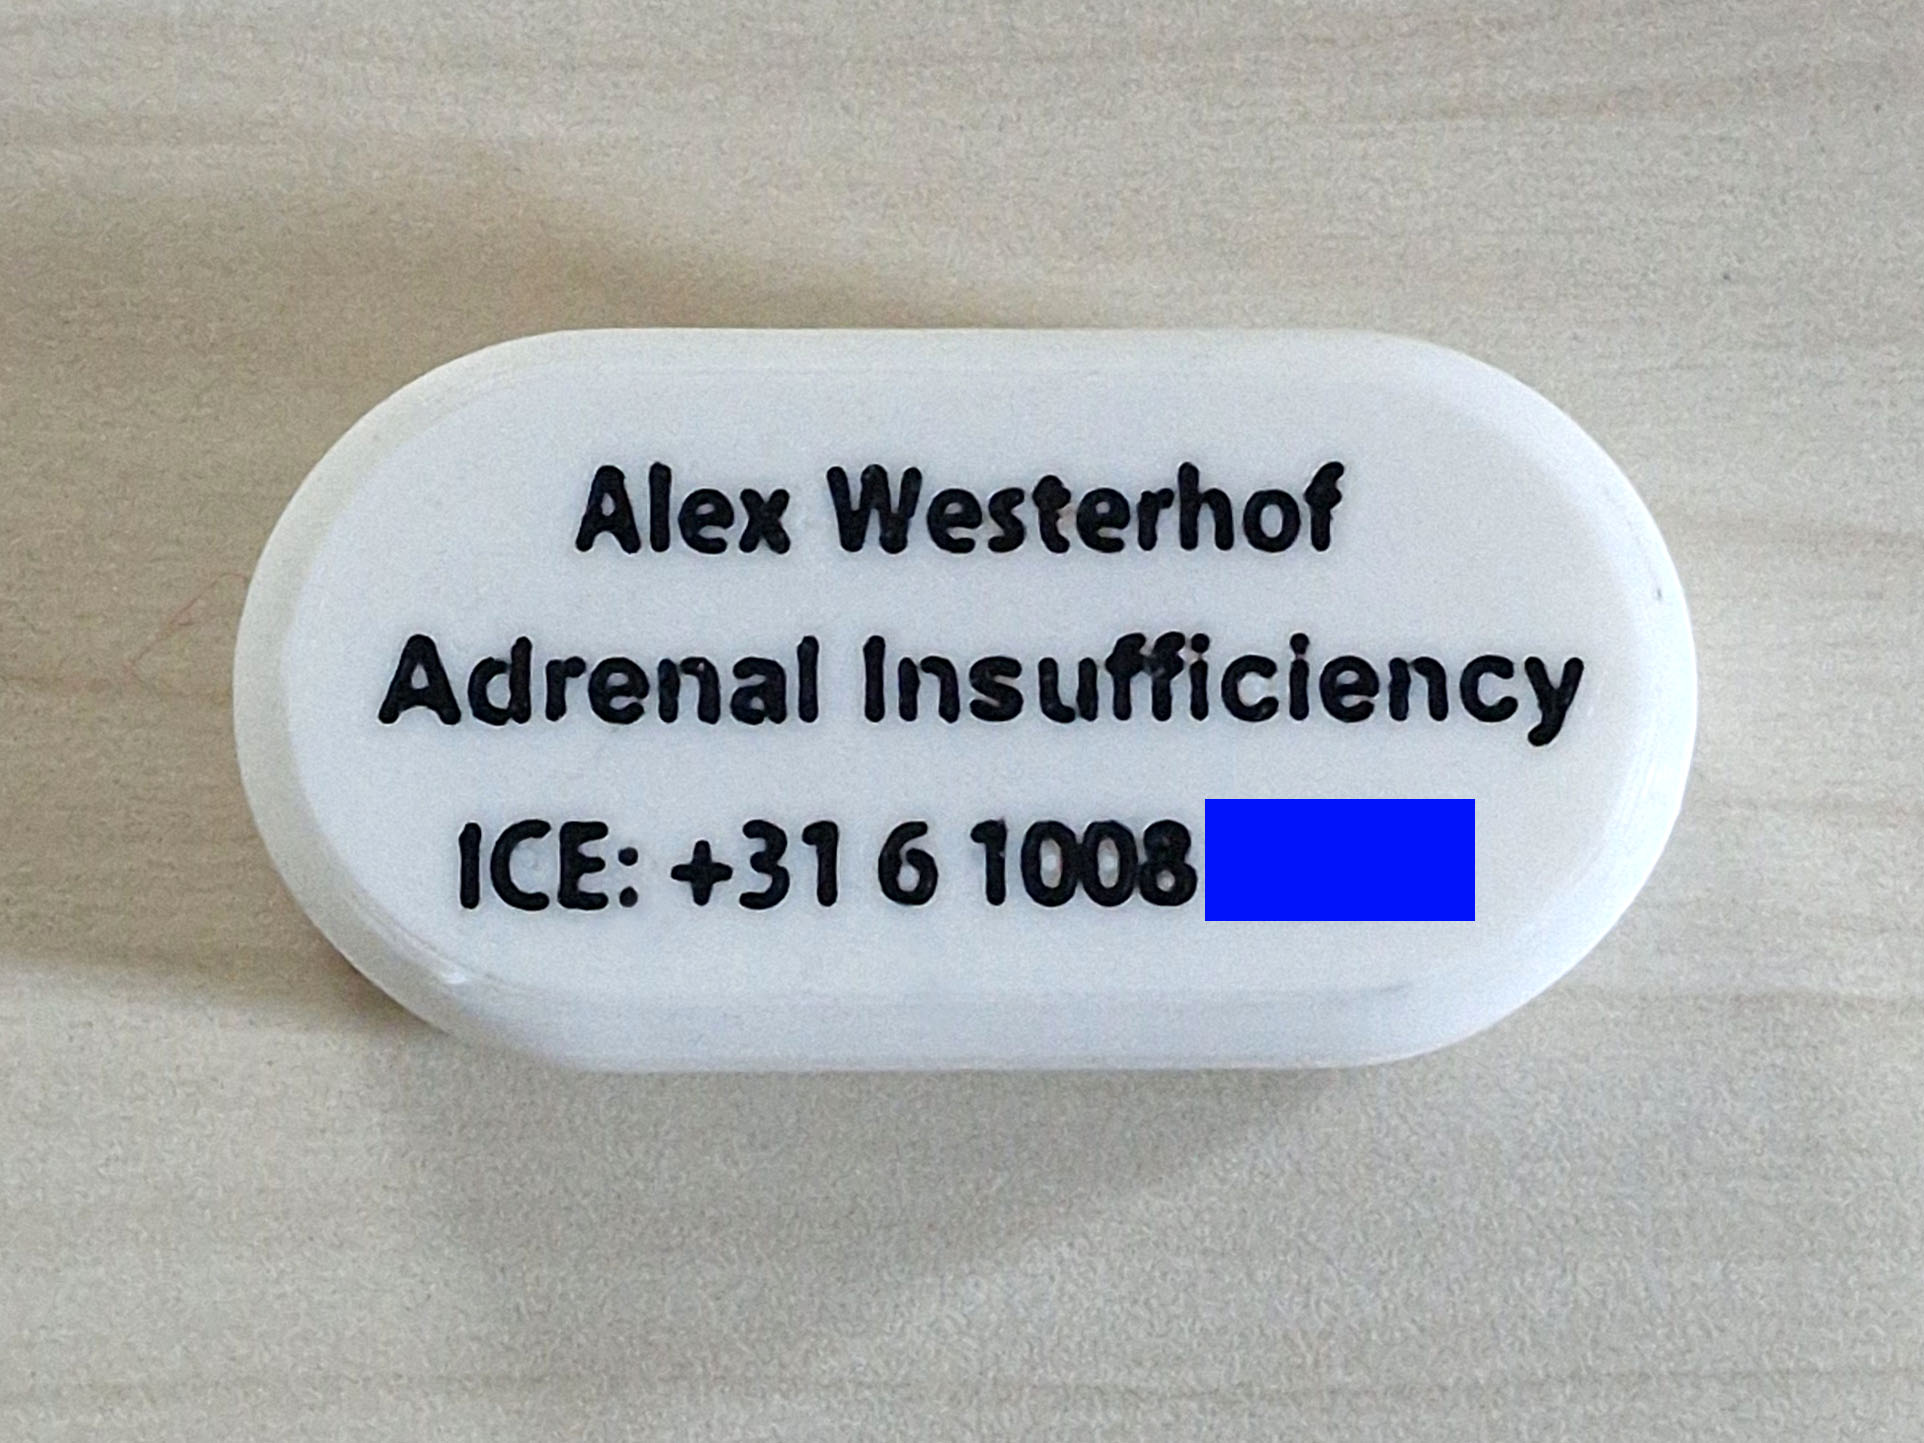 Alex Westerhof
Adrenal Insufficiency
ICE: +31 6 1008